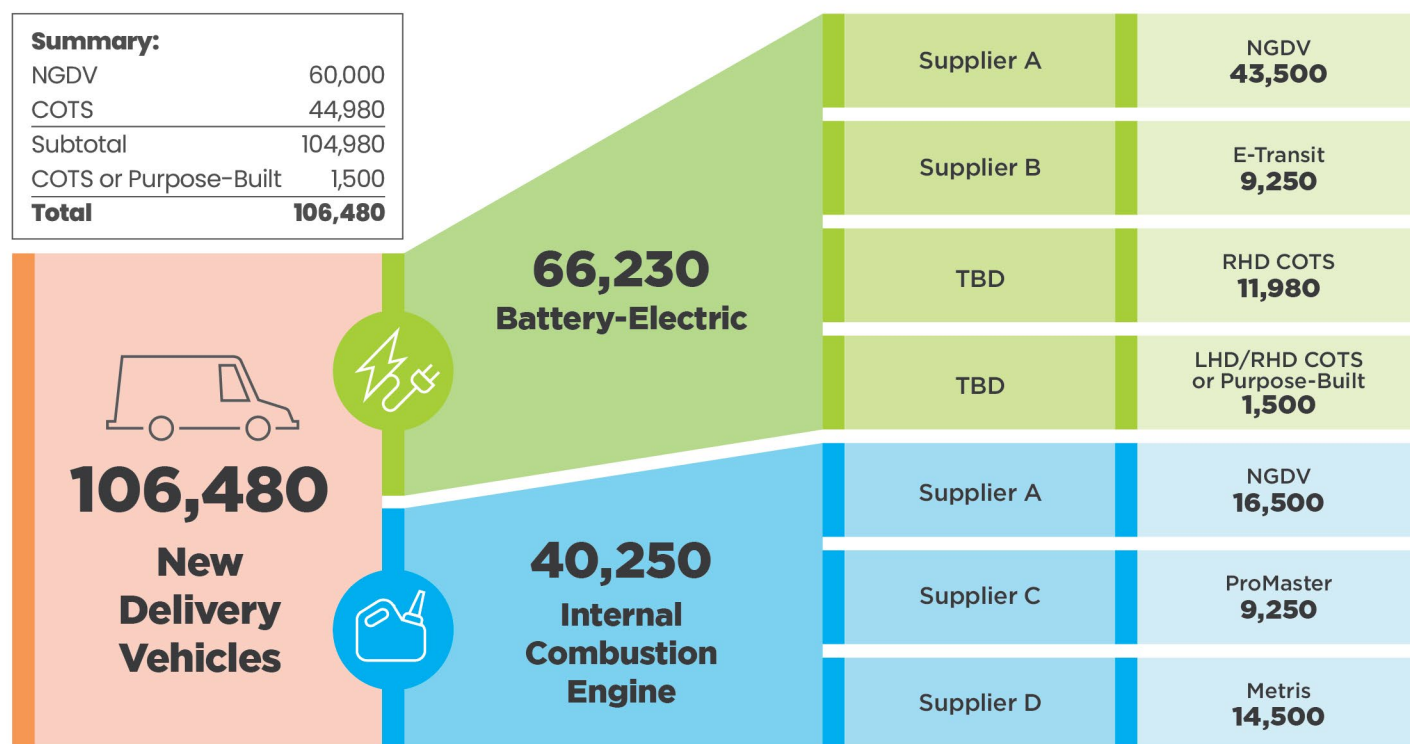 Summary:
NGDV 60,000
COTS 44,980
Subtotal 104,980
COTS or Purpose-Built 1,500
Total 106,480
106,480
New
Delivery
Vehicles
66,230
Battery-Electric
40,250
Internal
Combustion
Engine
Supplier A
NGDV
43,500
Supplier B
E-Transit
9,250
TBD
RHD COTS
11,980
TBD
LHD/RHD COTS
or Purpose-Built
1,500
Supplier A
NGDV
16,500
Supplier C
ProMaster
9,250
Supplier D
Metris
14,500